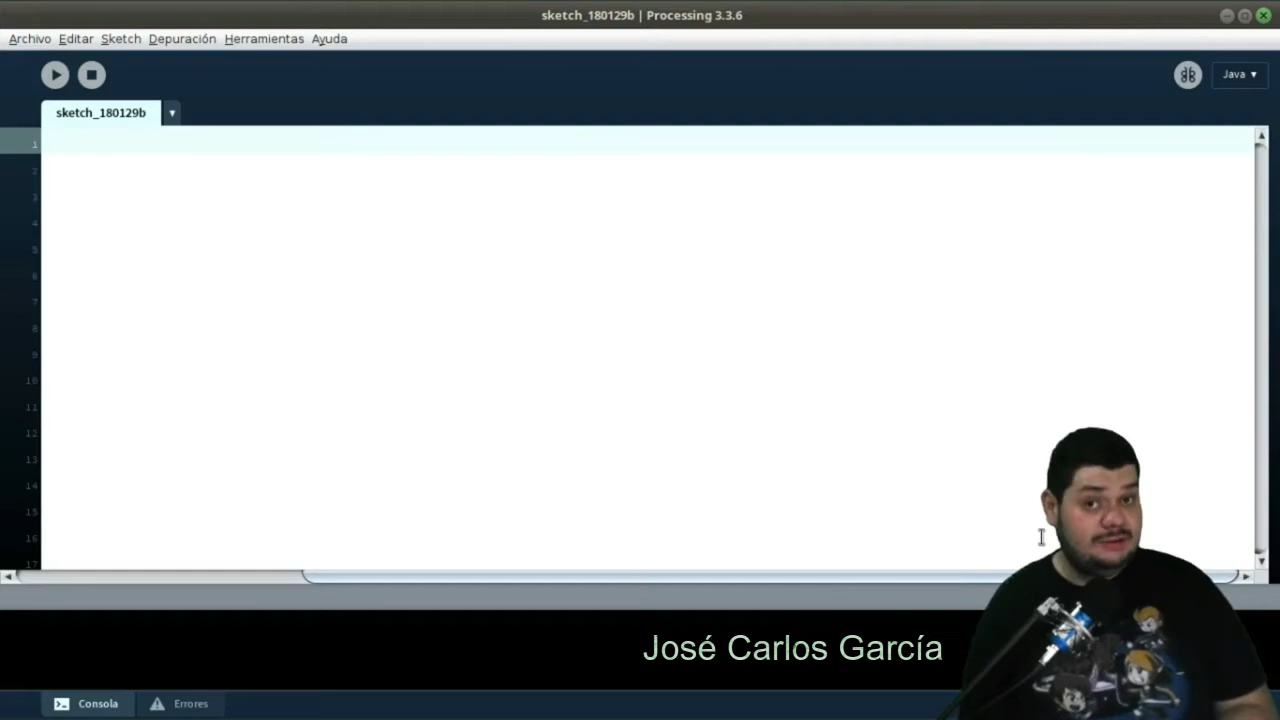 sketch_180129b | Processing 3.3.6
Archivo Editar Sketch Depuración Herramientas Ayuda
Java ▾
sketch_180129b ▾
1
2
3
4
5
6
7
8
9
10
11
12
13
14
15
16
17
José Carlos García
Consola Errores